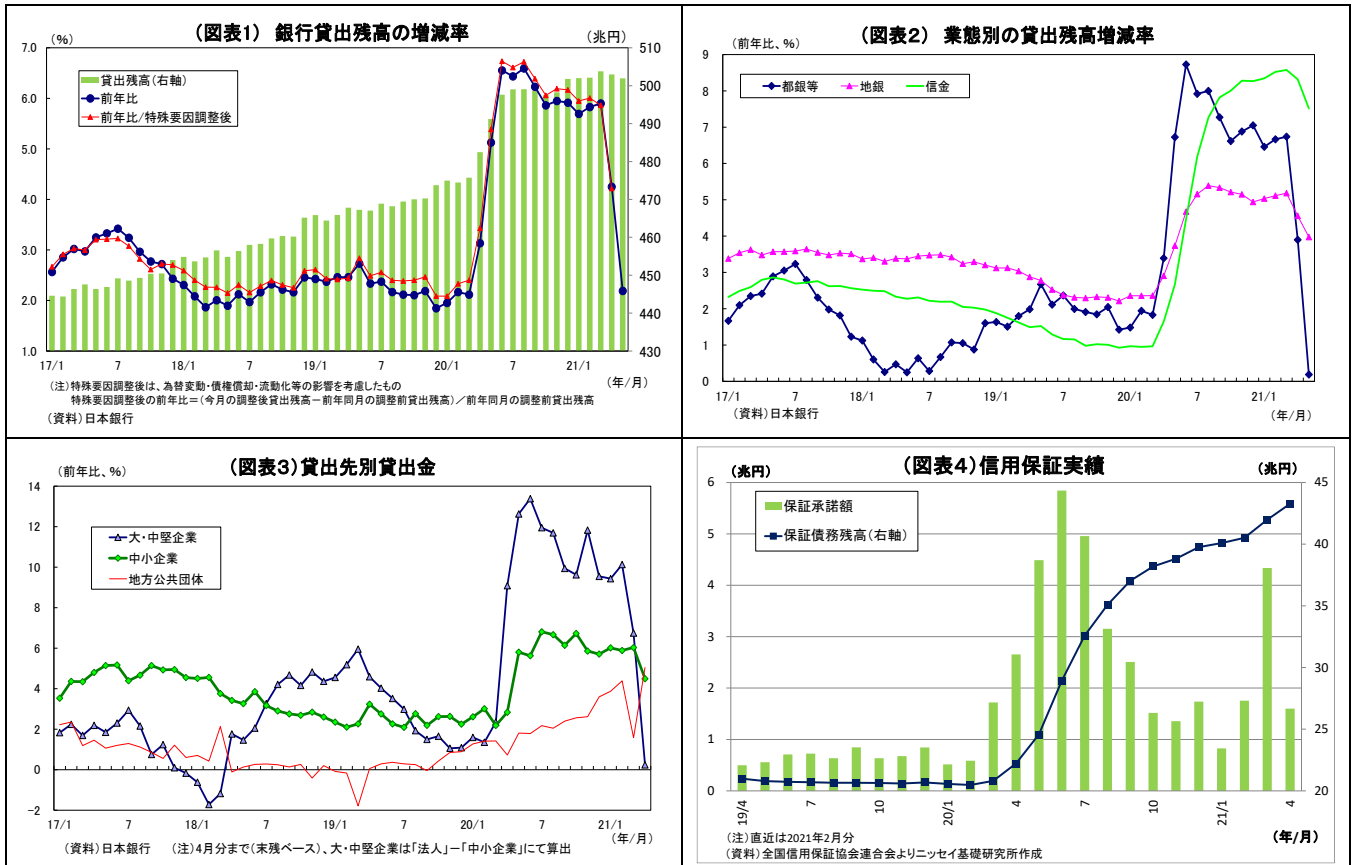 (図表1) 銀行貸出残高の増減率
(%)
(兆円)
貸出残高(右軸)
前年比
前年比/特殊要因調整後
7.0
6.0
5.0
4.0
3.0
2.0
1.0
510
500
490
480
470
460
450
440
430
17/1 7 18/1 7 19/1 7 20/1 7 21/1
(年/月)
(注)特殊要因調整後は、為替変動・債権償却・流動化等の影響を考慮したもの
特殊要因調整後の前年比=(今月の調整後貸出残高-前年同月の調整前貸出残高)/前年同月の調整前貸出残高
(資料)日本銀行
(図表2) 業態別の貸出残高増減率
(前年比、%)
都銀等 地銀 信金
9
8
7
6
5
4
3
2
1
0
17/1 7 18/1 7 19/1 7 20/1 7 21/1
(資料)日本銀行
(年/月)
(図表3)貸出先別貸出金
(前年比、%)
大・中堅企業
中小企業
地方公共団体
14
12
10
8
6
4
2
0
-2
17/1 7 18/1 7 19/1 7 20/1 7 21/1
(年/月)
(資料)日本銀行 (注)4月分まで(末残ベース)、大・中堅企業は「法人」-「中小企業」にて算出
(図表4)信用保証実績
(兆円)
(兆円)
保証承諾額
保証債務残高(右軸)
6
5
4
3
2
1
0
45
40
35
30
25
20
19/4 7 10 20/1 4 7 10 21/1 4
(年/月)
(注)直近は2021年2月分
(資料)全国信用保証協会連合会よりニッセイ基礎研究所作成